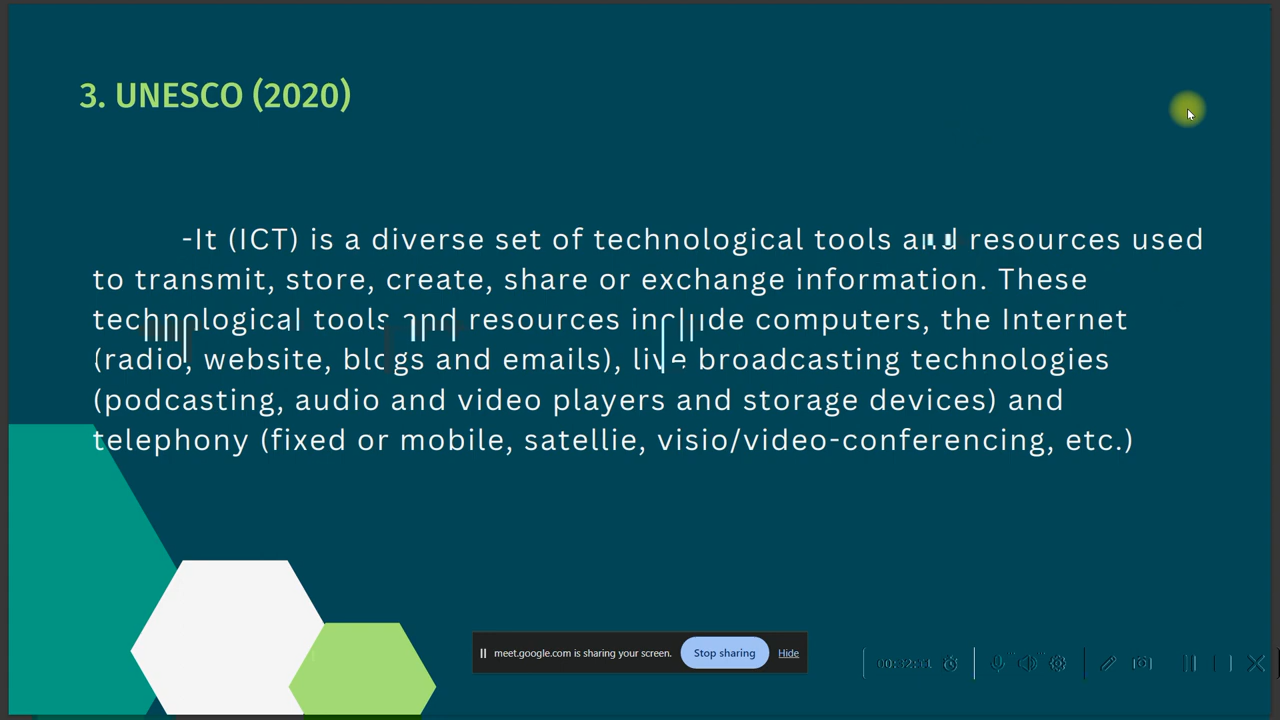 3. UNESCO (2020)
-It (ICT) is a diverse set of technological tools and resources used
to transmit, store, create, share or exchange information. These
technological tools and resources include computers, the Internet
(radio, website, blogs and emails), live broadcasting technologies
(podcasting, audio and video players and storage devices) and
telephony (fixed or mobile, satellie, visio/video-conferencing, etc.)
meet.google.com is sharing your screen.
Stop sharing
Hide